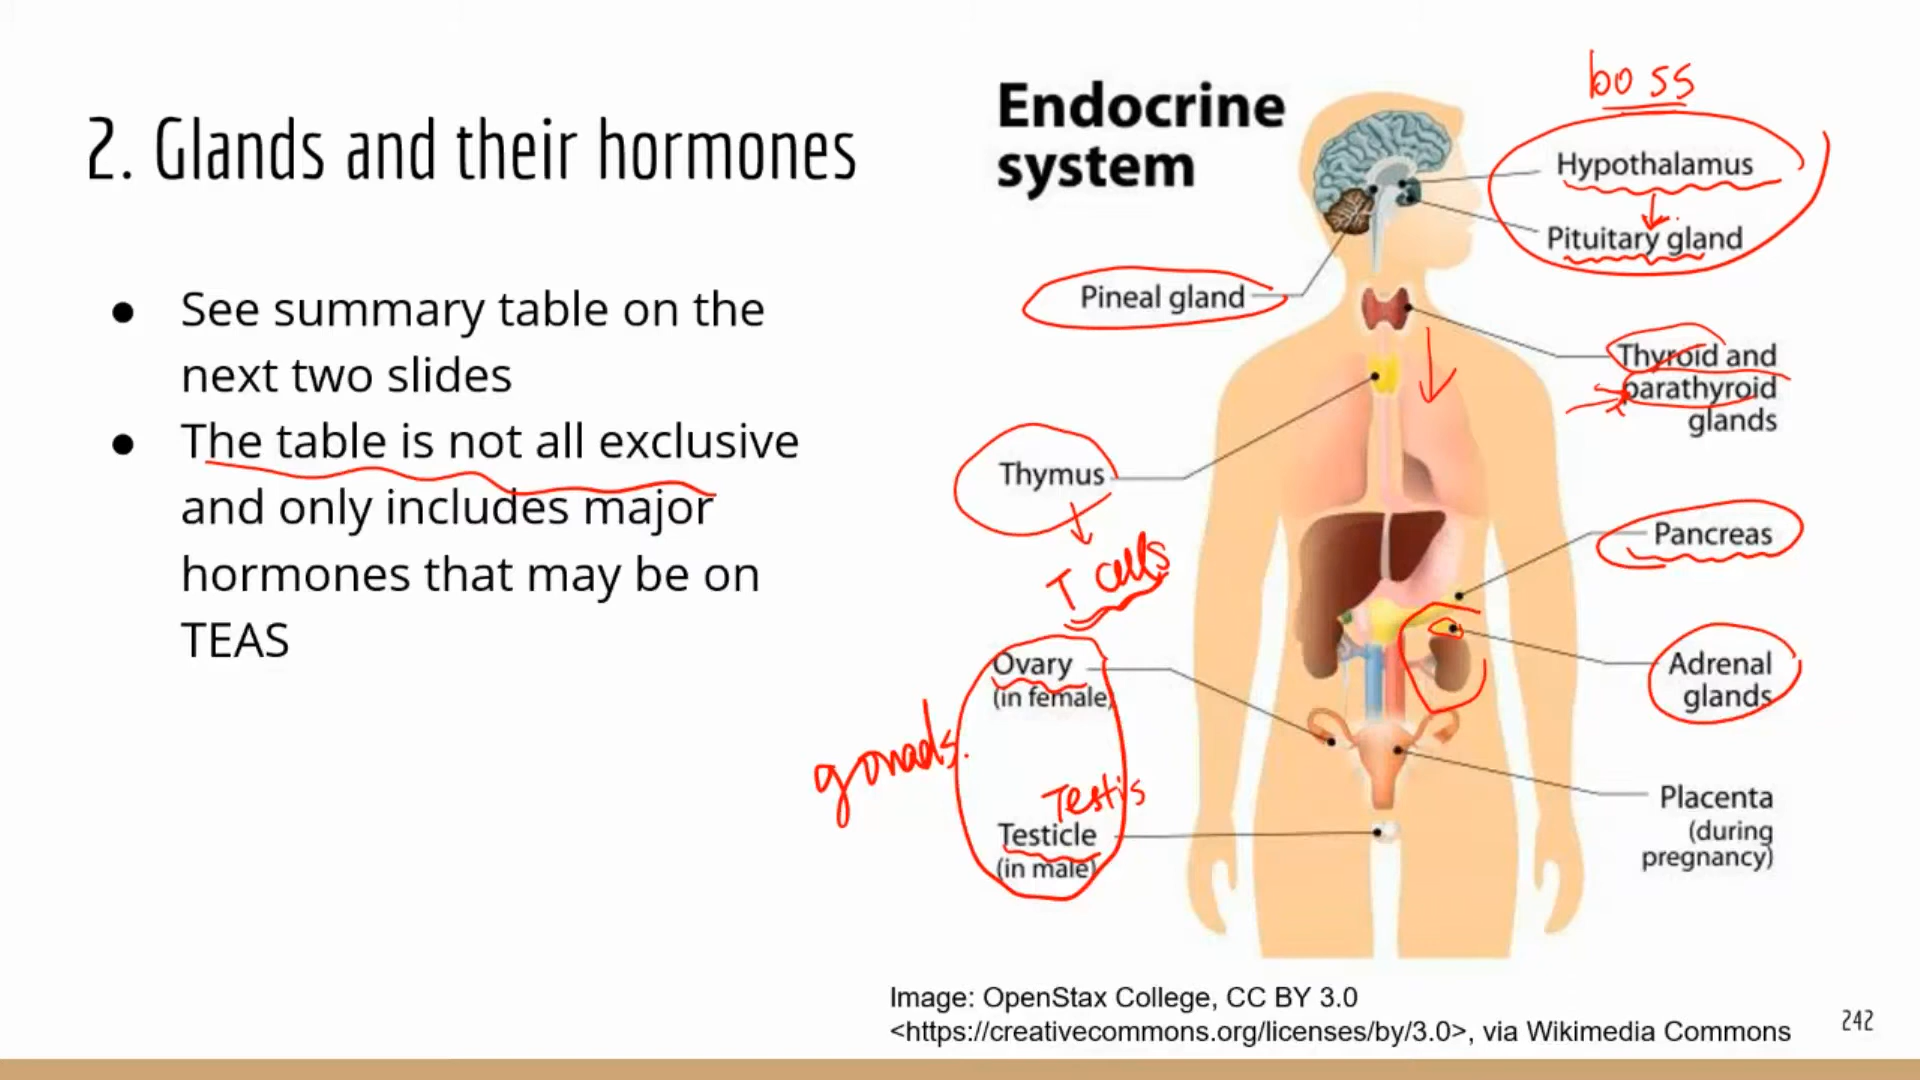 2. Glands and their hormones
● See summary table on the
next two slides
● The table is not all exclusive
and only includes major
hormones that may be on
TEAS
Endocrine
system
boss
Hypothalamus
Pituitary gland
Pineal gland
Thyroid and
parathyroid
glands
Thymus
T cells
Pancreas
Adrenal
glands
Ovary
(in female)
gonads.
Testis
Testicle
(in male)
Placenta
(during
pregnancy)
Image: OpenStax College, CC BY 3.0
<https://creativecommons.org/licenses/by/3.0>, via Wikimedia Commons
242